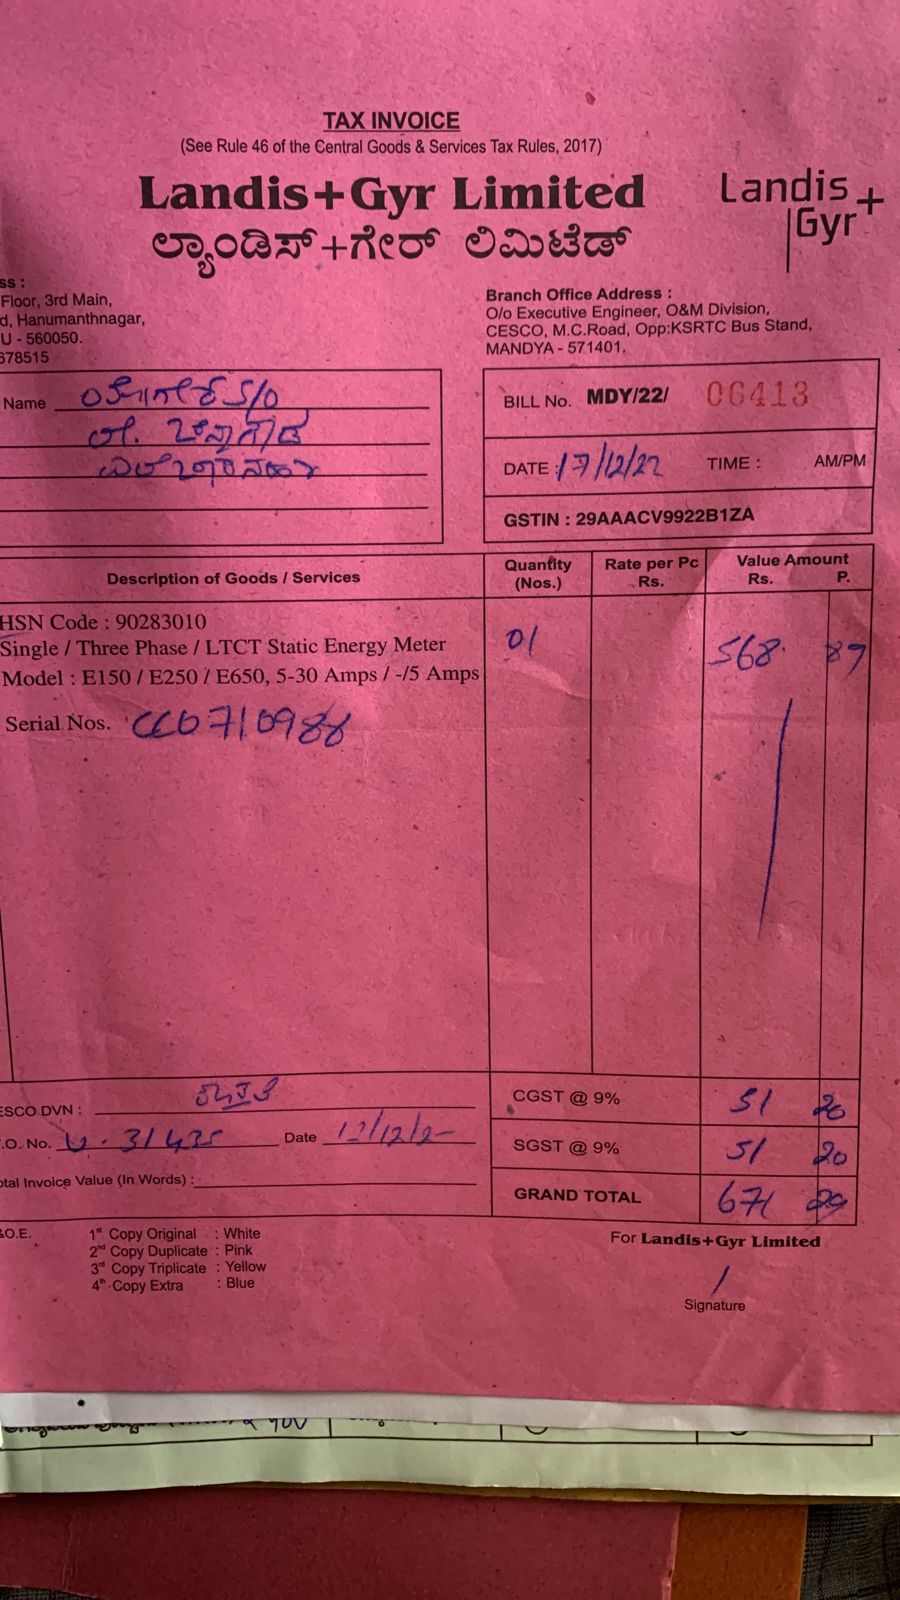 TAX INVOICE
(See Rule 46 of the Central Goods & Services Tax Rules, 2017)
Landis+Gyr Limited
ಲ್ಯಾಂಡಿಸ್+ಗೇರ್ ಲಿಮಿಟೆಡ್
Landis+
Gyr
ss :
Floor, 3rd Main,
d, Hanumanthnagar,
U - 560050.
678515
Branch Office Address :
O/o Executive Engineer, O&M Division,
CESCO, M.C.Road, Opp:KSRTC Bus Stand,
MANDYA - 571401.
Name S/O
BILL No. MDY/22/ 06413
DATE : 17/12/22 TIME : AM/PM
GSTIN : 29AAACV9922B1ZA
Description of Goods / Services
Quantity (Nos.)
Rate per Pc Rs.
Value Amount Rs. P.
HSN Code : 90283010
Single / Three Phase / LTCT Static Energy Meter
Model : E150 / E250 / E650, 5-30 Amps / -/5 Amps
01 568 87
Serial Nos.
ESCO DVN :
.O. No. 31435 Date
otal Invoice Value (In Words) :
CGST @ 9% 51 20
SGST @ 9% 51 20
GRAND TOTAL 671
&O.E.
1st Copy Original : White
2nd Copy Duplicate : Pink
3rd Copy Triplicate : Yellow
4th Copy Extra : Blue
For Landis+Gyr Limited
Signature